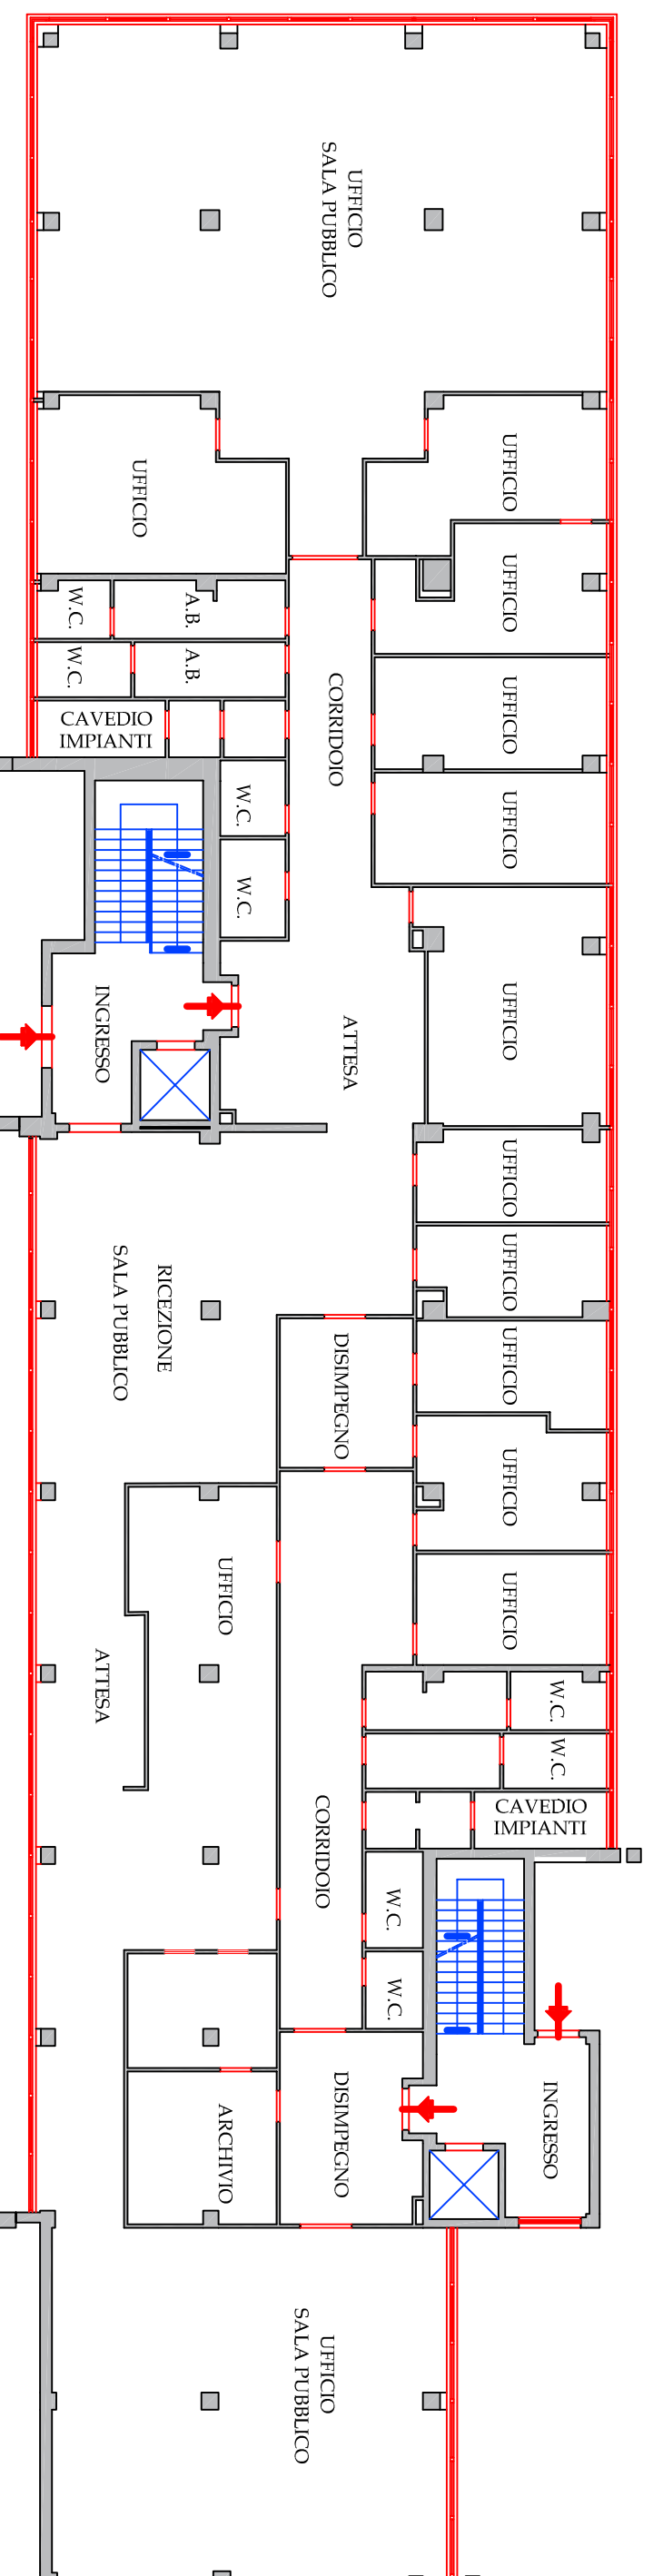 UFFICIO
SALA PUBBLICO
UFFICIO
UFFICIO
UFFICIO
W.C.
A.B.
W.C.
A.B.
CORRIDOIO
UFFICIO
CAVEDIO
IMPIANTI
W.C.
UFFICIO
W.C.
INGRESSO
ATTESA
UFFICIO
UFFICIO
UFFICIO
RICEZIONE
SALA PUBBLICO
DISIMPEGNO
UFFICIO
UFFICIO
UFFICIO
UFFICIO
ATTESA
W.C.
W.C.
CORRIDOIO
CAVEDIO
IMPIANTI
W.C.
W.C.
ARCHIVIO
DISIMPEGNO
INGRESSO
UFFICIO
SALA PUBBLICO